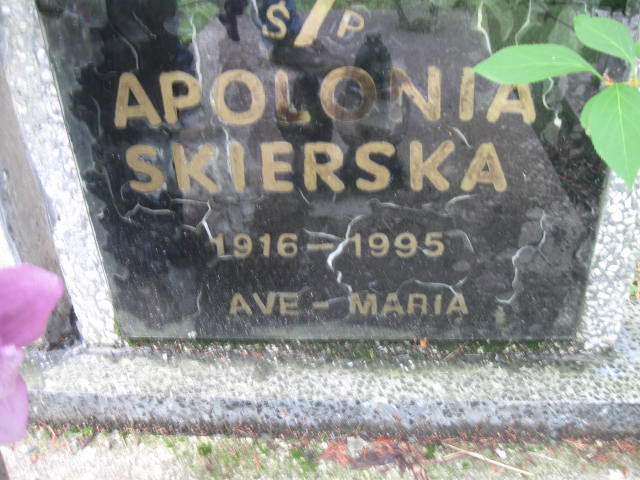 Ś P
APOLONIA
SKIERSKA
1916 – 1995
AVE – MARIA